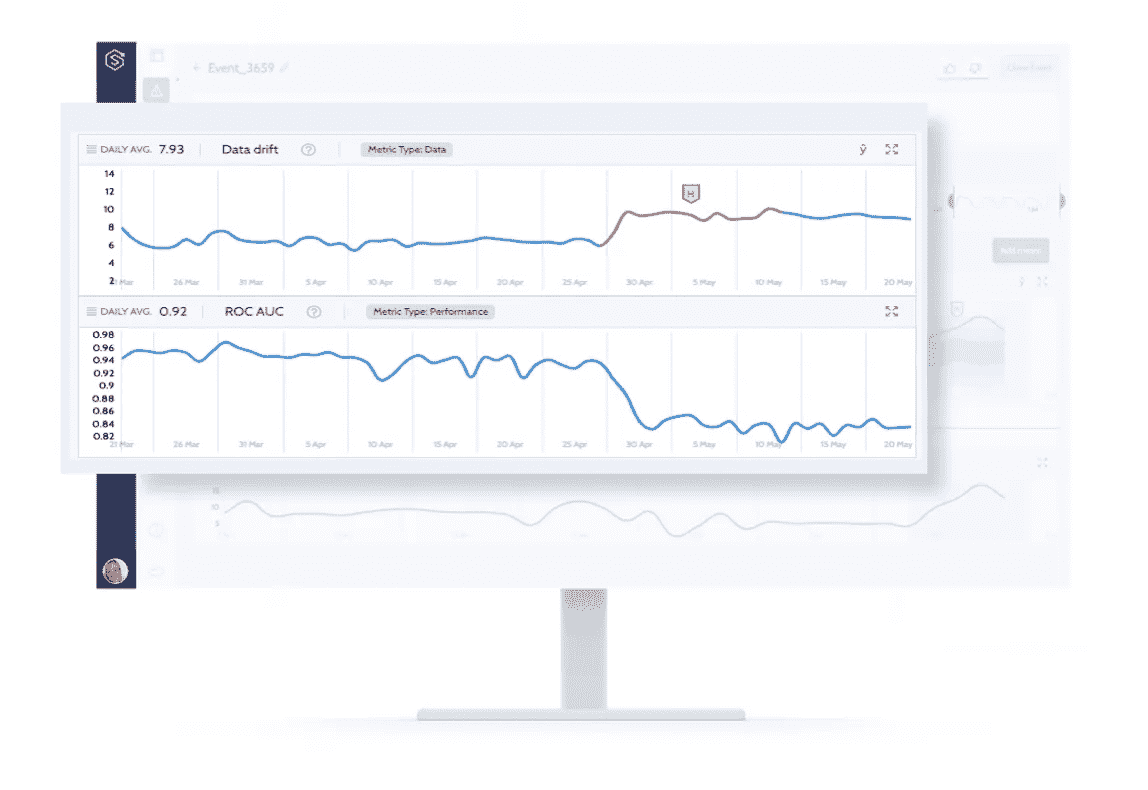 Event_3659
Close Event
DAILY AVG. 7.93 Data drift ? Metric Type: Data ŷ
14
12
H
10
8
6
4
2
21 Mar 26 Mar 31 Mar 5 Apr 10 Apr 15 Apr 20 Apr 25 Apr 30 Apr 5 May 10 May 15 May 20 May
Add metric
DAILY AVG. 0.92 ROC AUC ? Metric Type: Performance
0.98
0.96
0.94
0.92
0.9
0.88
0.86
0.84
0.82
21 Mar 26 Mar 31 Mar 5 Apr 10 Apr 15 Apr 20 Apr 25 Apr 30 Apr 5 May 10 May 15 May 20 May